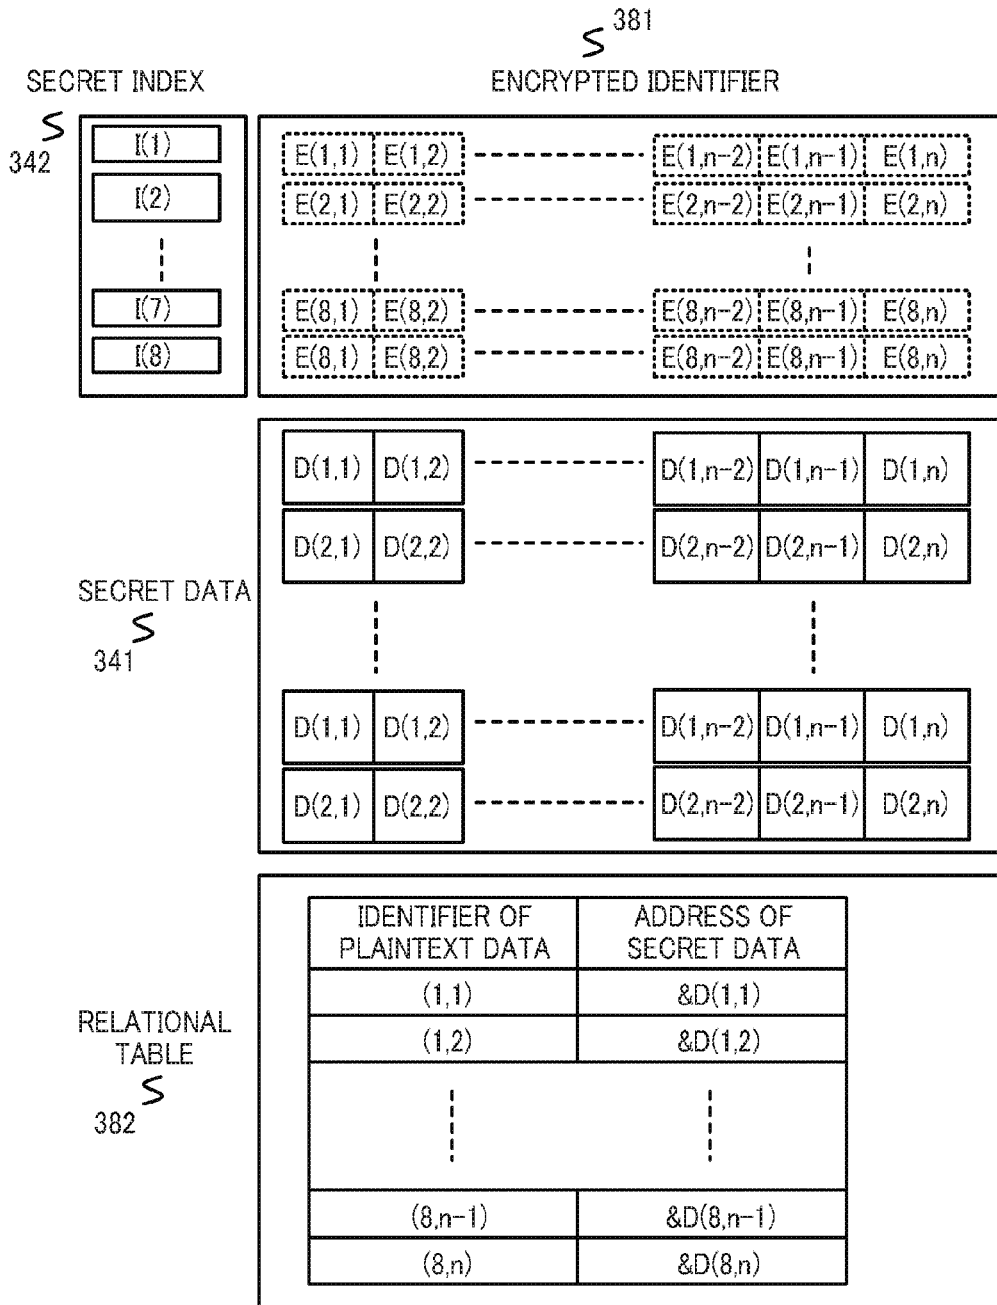 381
SECRET INDEX ENCRYPTED IDENTIFIER
342
I(1) E(1,1) E(1,2) E(1,n-2) E(1,n-1) E(1,n)
I(2) E(2,1) E(2,2) E(2,n-2) E(2,n-1) E(2,n)
I(7) E(8,1) E(8,2) E(8,n-2) E(8,n-1) E(8,n)
I(8) E(8,1) E(8,2) E(8,n-2) E(8,n-1) E(8,n)
D(1,1) D(1,2) D(1,n-2) D(1,n-1) D(1,n)
D(2,1) D(2,2) D(2,n-2) D(2,n-1) D(2,n)
SECRET DATA
341
D(1,1) D(1,2) D(1,n-2) D(1,n-1) D(1,n)
D(2,1) D(2,2) D(2,n-2) D(2,n-1) D(2,n)
RELATIONAL
TABLE
382
IDENTIFIER OF
PLAINTEXT DATA
ADDRESS OF
SECRET DATA
(1,1) &D(1,1)
(1,2) &D(1,2)
(8,n-1) &D(8,n-1)
(8,n) &D(8,n)